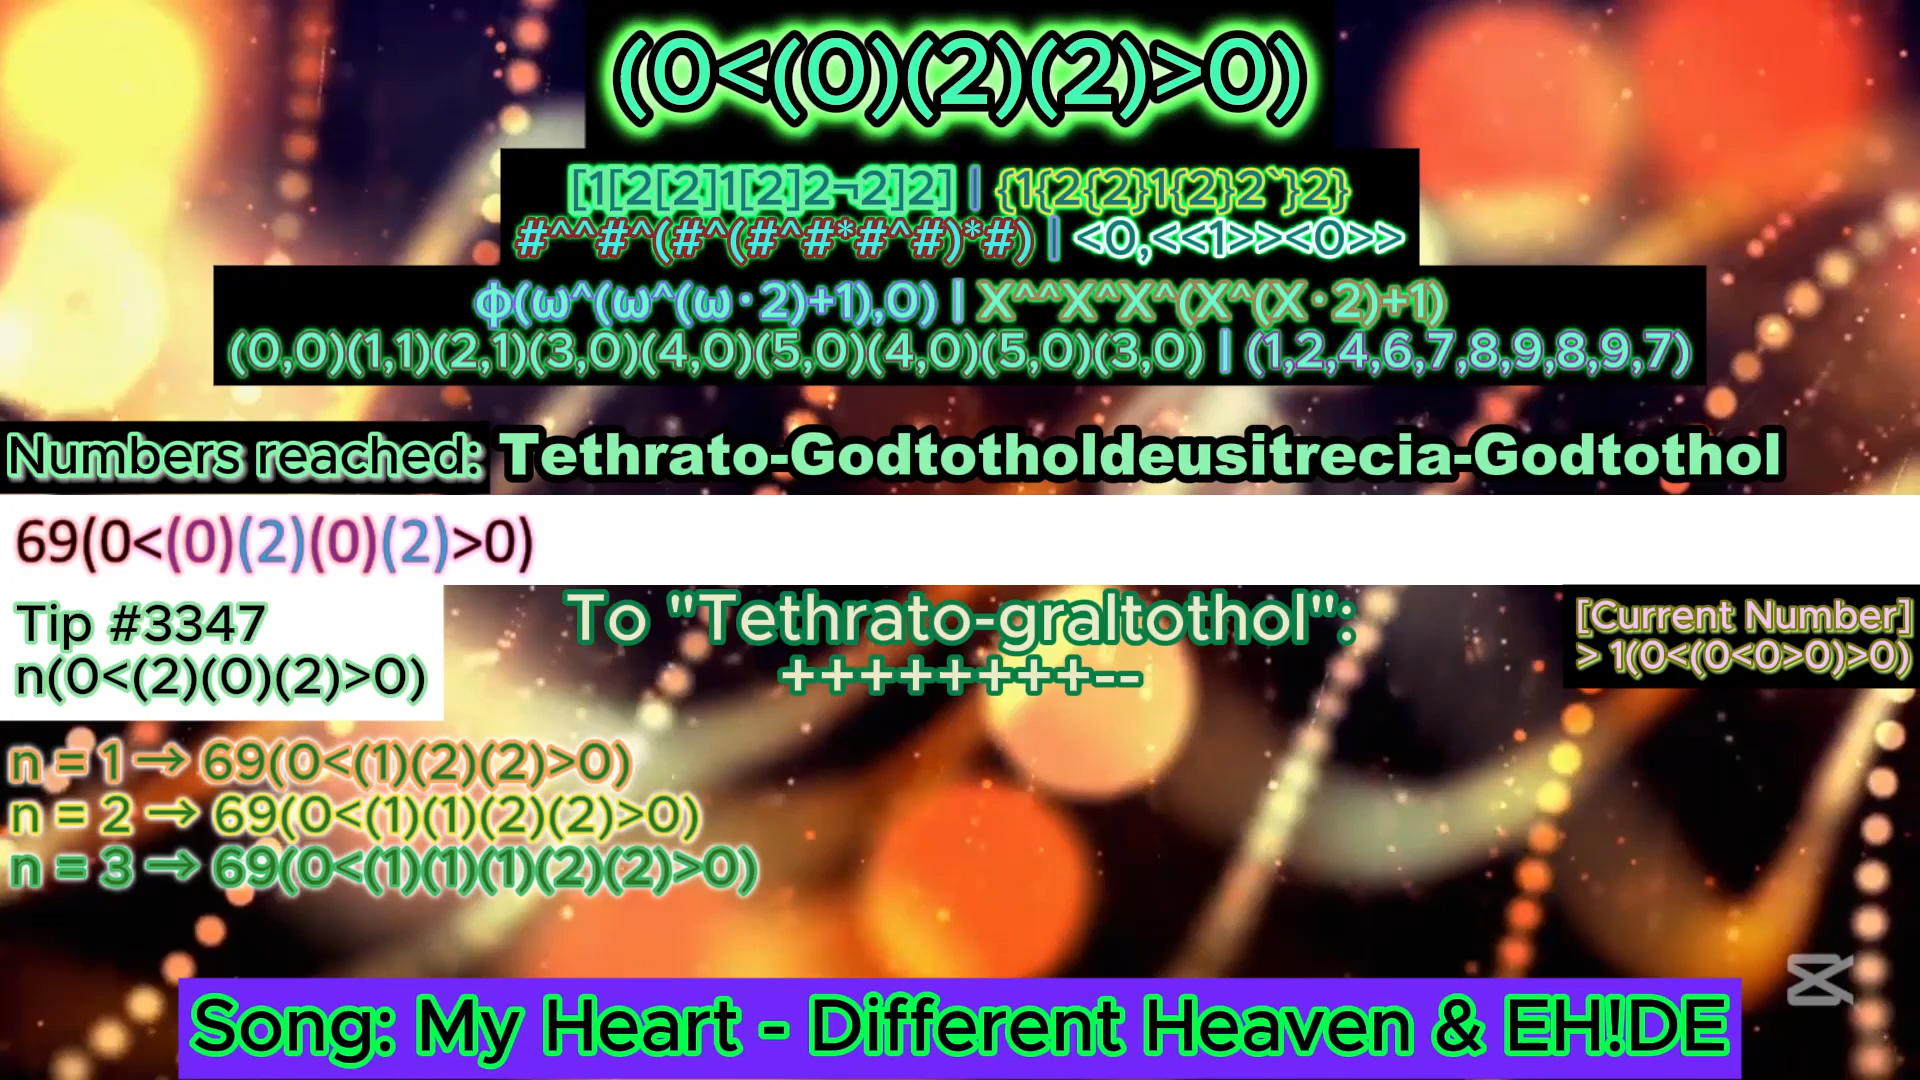 (0<(0)(2)(2)>0)
[1[2[2]1[2]2¬2]2] | {1{2{2}1{2}2`}2}
#^^#^(#^(#^#*#^#)*#) | <0,<<1>><0>>
φ(ω^(ω^(ω·2)+1),0) | X^^X^X^(X^(X·2)+1)
(0,0)(1,1)(2,1)(3,0)(4,0)(5,0)(4,0)(5,0)(3,0) | (1,2,4,6,7,8,9,8,9,7)
Numbers reached: Tethrato-Godtotholdeusitrecia-Godtothol
69(0<(0)(2)(0)(2)>0)
Tip #3347
n(0<(2)(0)(2)>0)
To "Tethrato-graltothol":
++++++++--
[Current Number]
> 1(0<(0<0>0)>0)
n = 1 → 69(0<(1)(2)(2)>0)
n = 2 → 69(0<(1)(1)(2)(2)>0)
n = 3 → 69(0<(1)(1)(1)(2)(2)>0)
Song: My Heart - Different Heaven & EH!DE